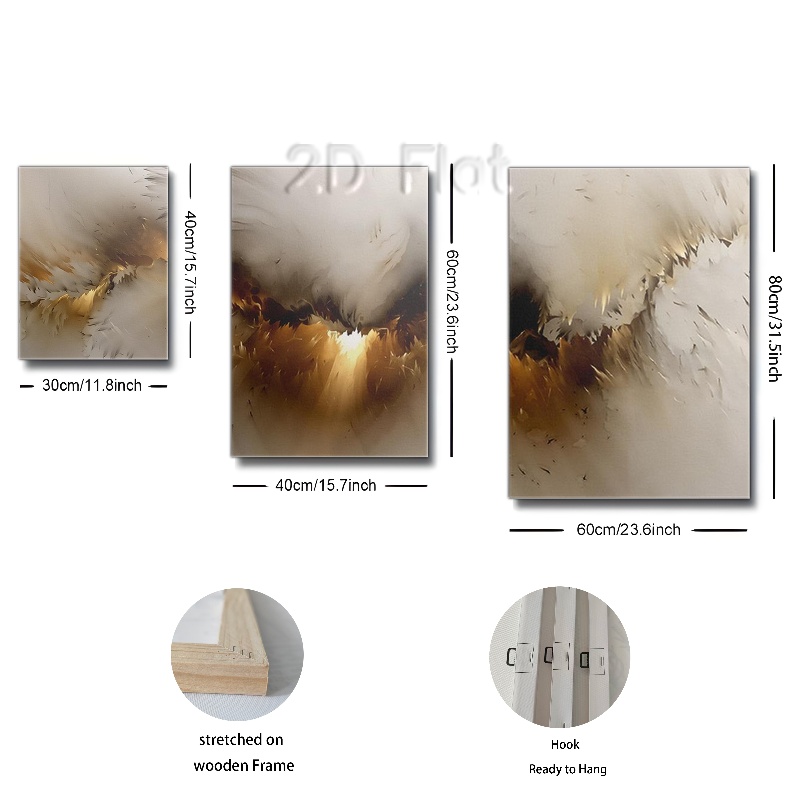 2D Flat
40cm/15.7inch
30cm/11.8inch
60cm/23.6inch
40cm/15.7inch
80cm/31.5inch
60cm/23.6inch
stretched on
wooden Frame
Hook
Ready to Hang